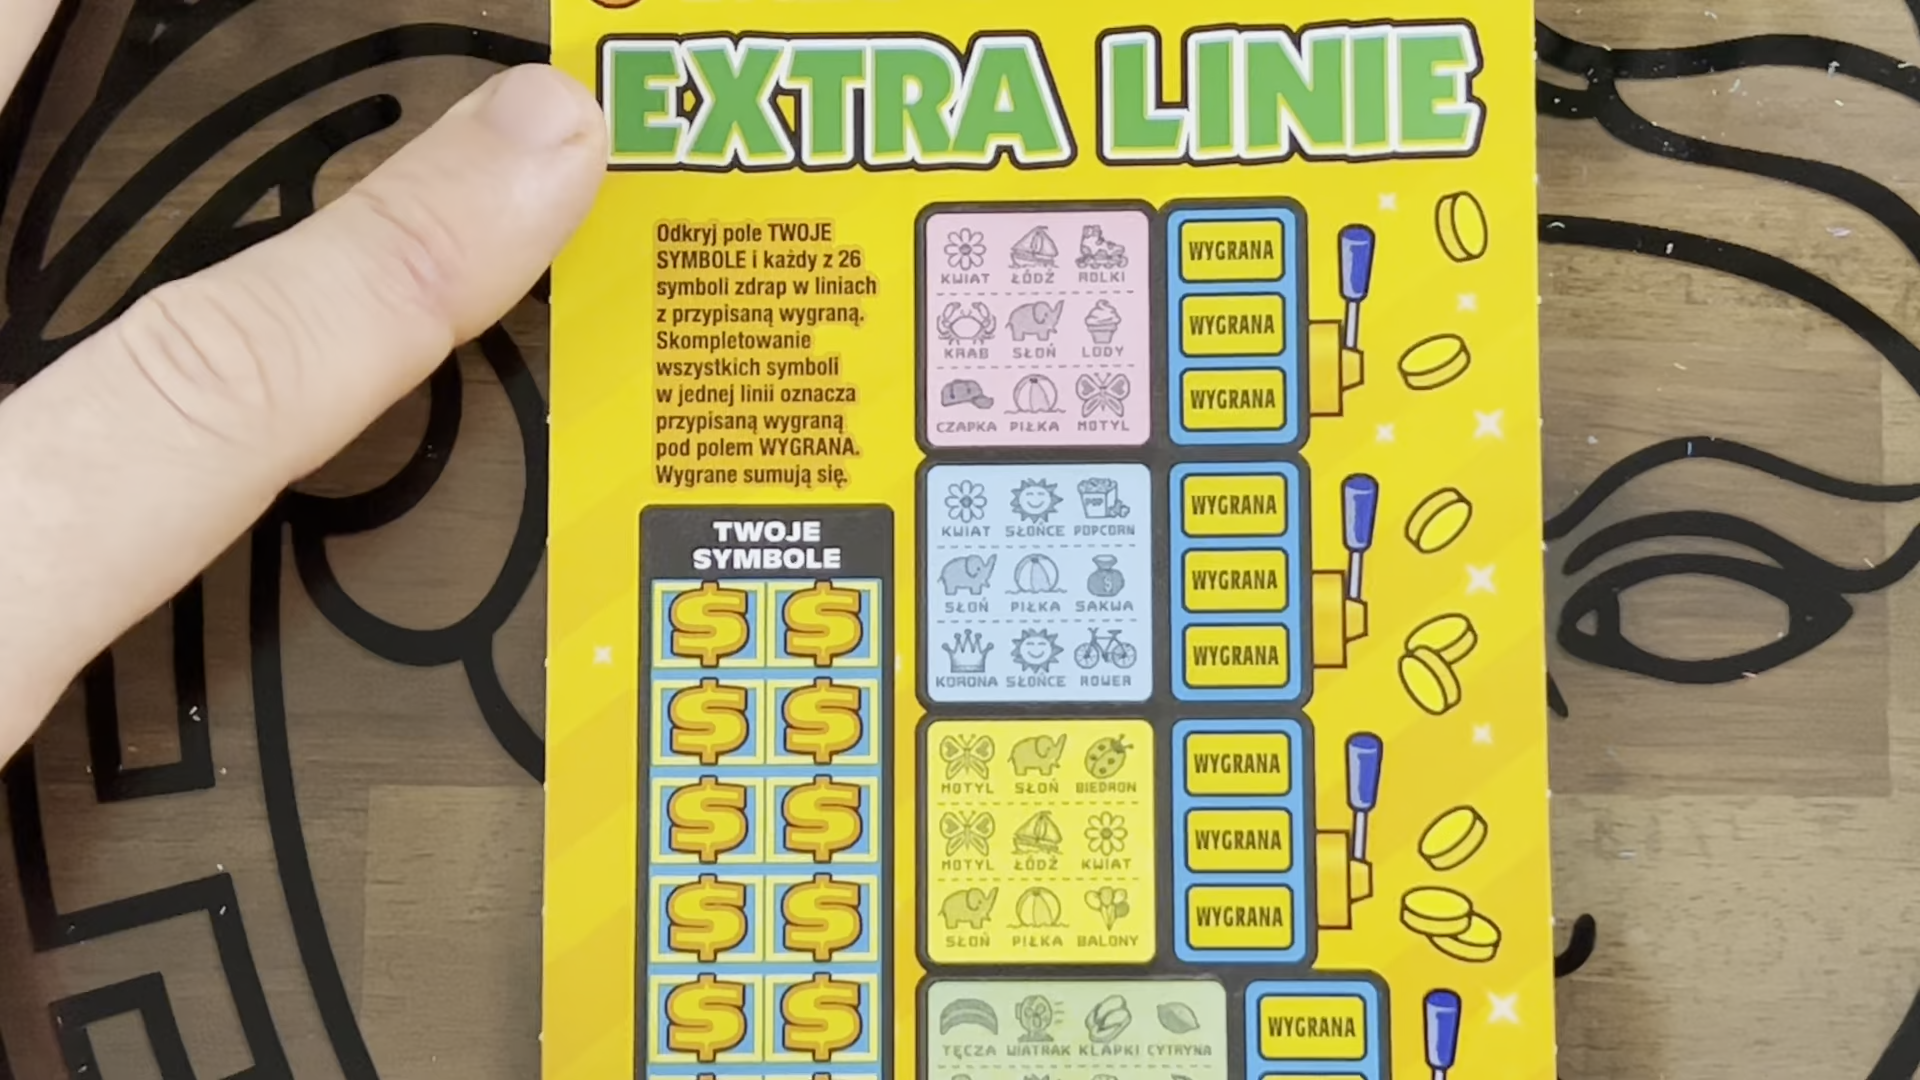 EXTRA LINIE
Odkryj pole TWOJE
SYMBOLE i każdy z 26
symboli zdrap w liniach
z przypisaną wygraną.
Skompletowanie
wszystkich symboli
w jednej linii oznacza
przypisaną wygraną
pod polem WYGRANA.
Wygrane sumują się.
TWOJE
SYMBOLE
KWIAT ŁÓDŹ ROLKI
WYGRANA
KRAB SŁOŃ LODY
WYGRANA
CZAPKA PIŁKA MOTYL
WYGRANA
KWIAT SŁOŃCE POPCORN
WYGRANA
SŁOŃ PIŁKA SAKWA
WYGRANA
KORONA SŁOŃCE ROWER
WYGRANA
MOTYL SŁOŃ BIEDRON
WYGRANA
MOTYL ŁÓDŹ KWIAT
WYGRANA
SŁOŃ PIŁKA BALONY
WYGRANA
TĘCZA WIATRAK KLAPKI CYTRYNA
WYGRANA